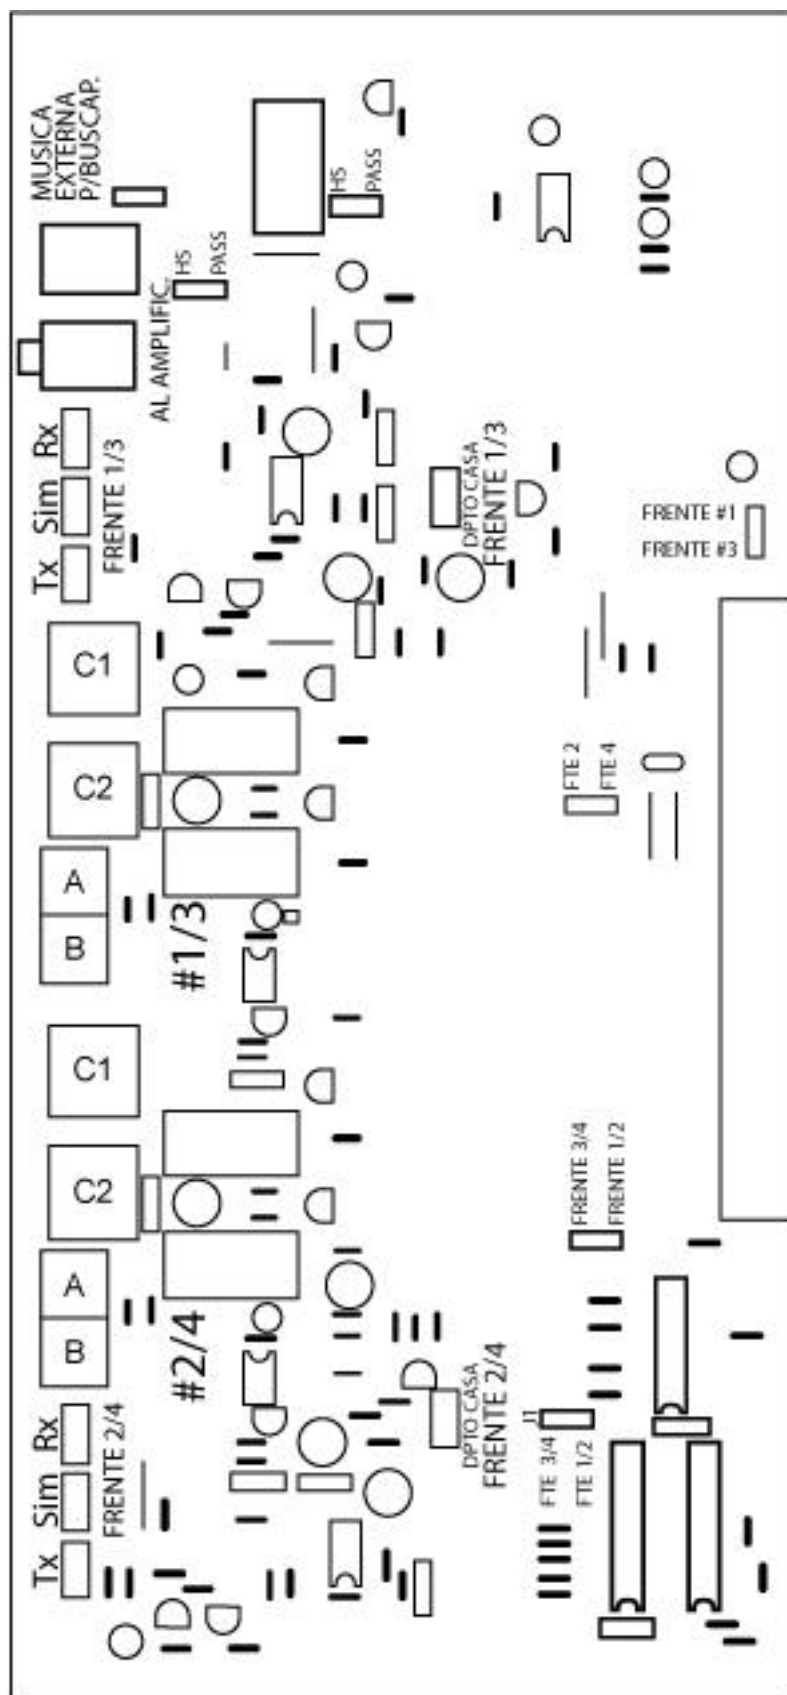 MUSICA
EXTERNA
P/BUSCAP.
HS
PASS
HS
PASS
AL AMPLIFIC.
Rx
Sim
Tx
FRENTE 1/3
DPTO CASA
FRENTE 1/3
FRENTE #1
FRENTE #3
C1
C2
A
B
#1/3
FTE 2
FTE 4
C1
C2
A
B
#2/4
FRENTE 3/4
FRENTE 1/2
Rx
Sim
Tx
FRENTE 2/4
DPTO CASA
FRENTE 2/4
J1
FTE 3/4
FTE 1/2